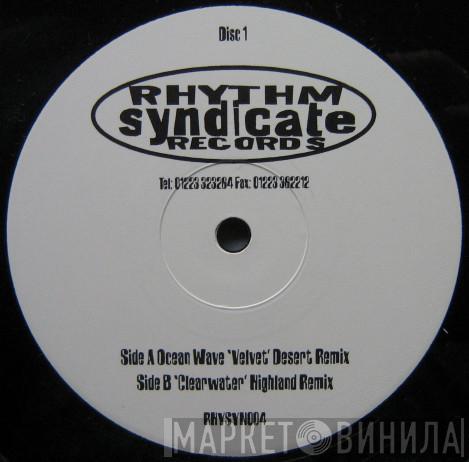 Disc 1
RHYTHM
syndicate
RECORDS
Tel: 01223 323264 Fax: 01223 362212
Side A Ocean Wave 'Velvet' Desert Remix
Side B 'Clearwater' Highland Remix
RHYSYN004
МАРКЕТ ВИНИЛА